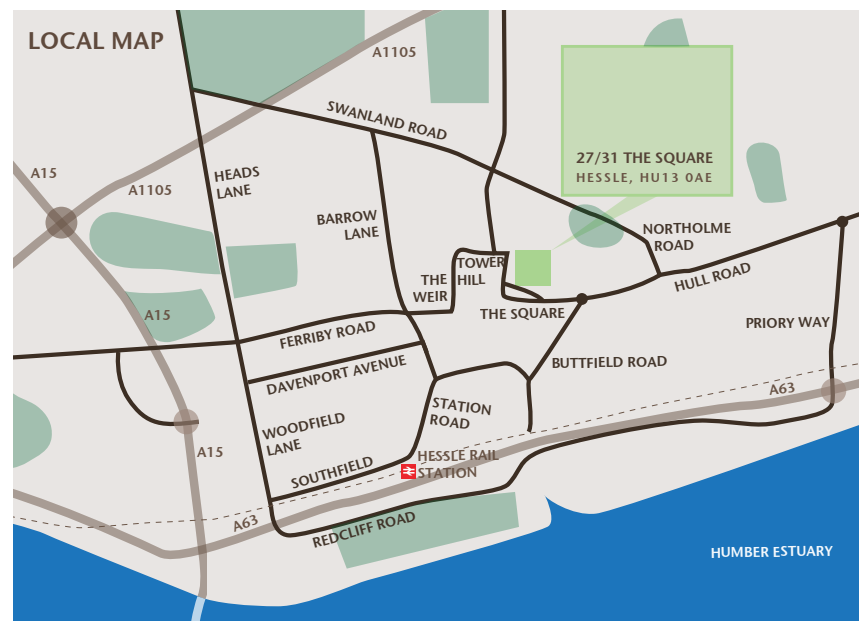 LOCAL MAP
A1105
SWANLAND ROAD
27/31 THE SQUARE
HESSLE, HU13 0AE
A15
A1105
HEADS
LANE
BARROW
LANE
NORTHOLME
ROAD
TOWER
HILL
THE
WEIR
HULL ROAD
A15
THE SQUARE
PRIORY WAY
FERRIBY ROAD
DAVENPORT AVENUE
BUTTFIELD ROAD
A63
STATION
ROAD
WOODFIELD
LANE
A15
HESSLE RAIL
STATION
SOUTHFIELD
A63
REDCLIFF ROAD
HUMBER ESTUARY